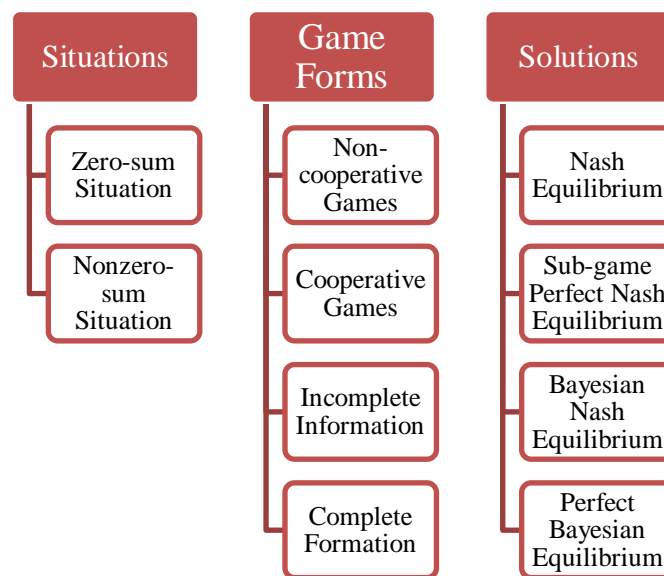 Situations
Zero-sum
Situation
Nonzero-
sum
Situation
Game
Forms
Non-
cooperative
Games
Cooperative
Games
Incomplete
Information
Complete
Formation
Solutions
Nash
Equilibrium
Sub-game
Perfect Nash
Equilibrium
Bayesian
Nash
Equilibrium
Perfect
Bayesian
Equilibrium